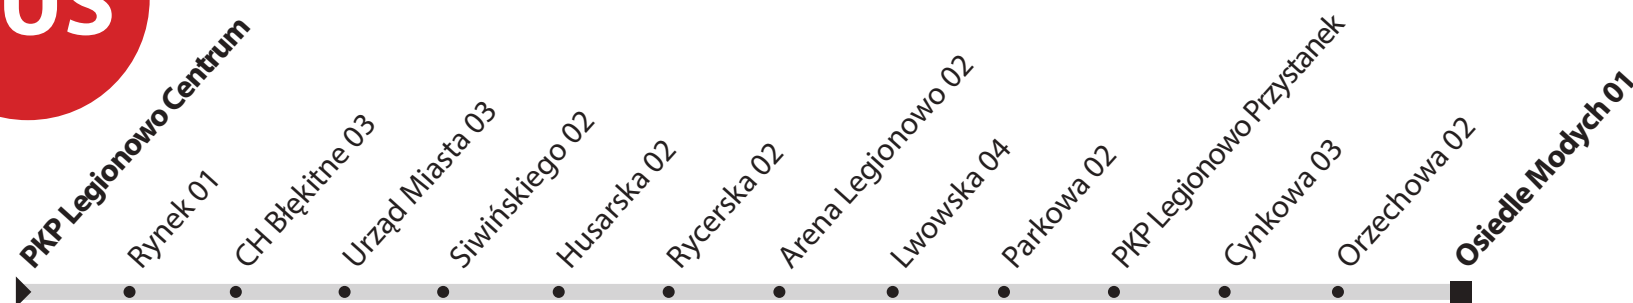 US
PKP Legionowo Centrum
Rynek 01
CH Błękitne 03
Urząd Miasta 03
Siwińskiego 02
Husarska 02
Rycerska 02
Arena Legionowo 02
Lwowska 04
Parkowa 02
PKP Legionowo Przystanek
Cynkowa 03
Orzechowa 02
Osiedle Modych 01